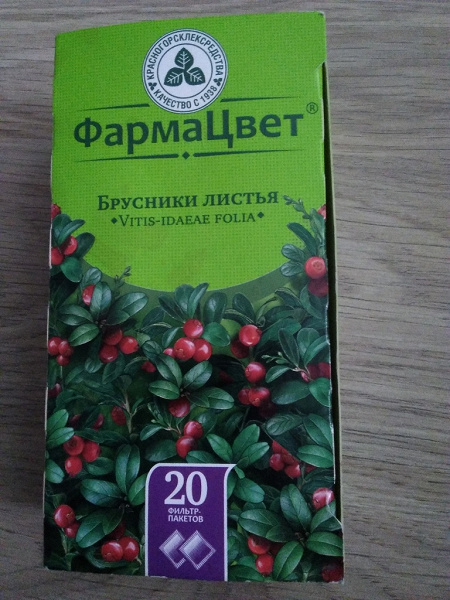 КРАСНОГОРСКЛЕКСРЕДСТВА
КАЧЕСТВО С 1938
ФармаЦвет®
Брусники листья
Vitis-idaeae folia
20
ФИЛЬТР-
ПАКЕТОВ